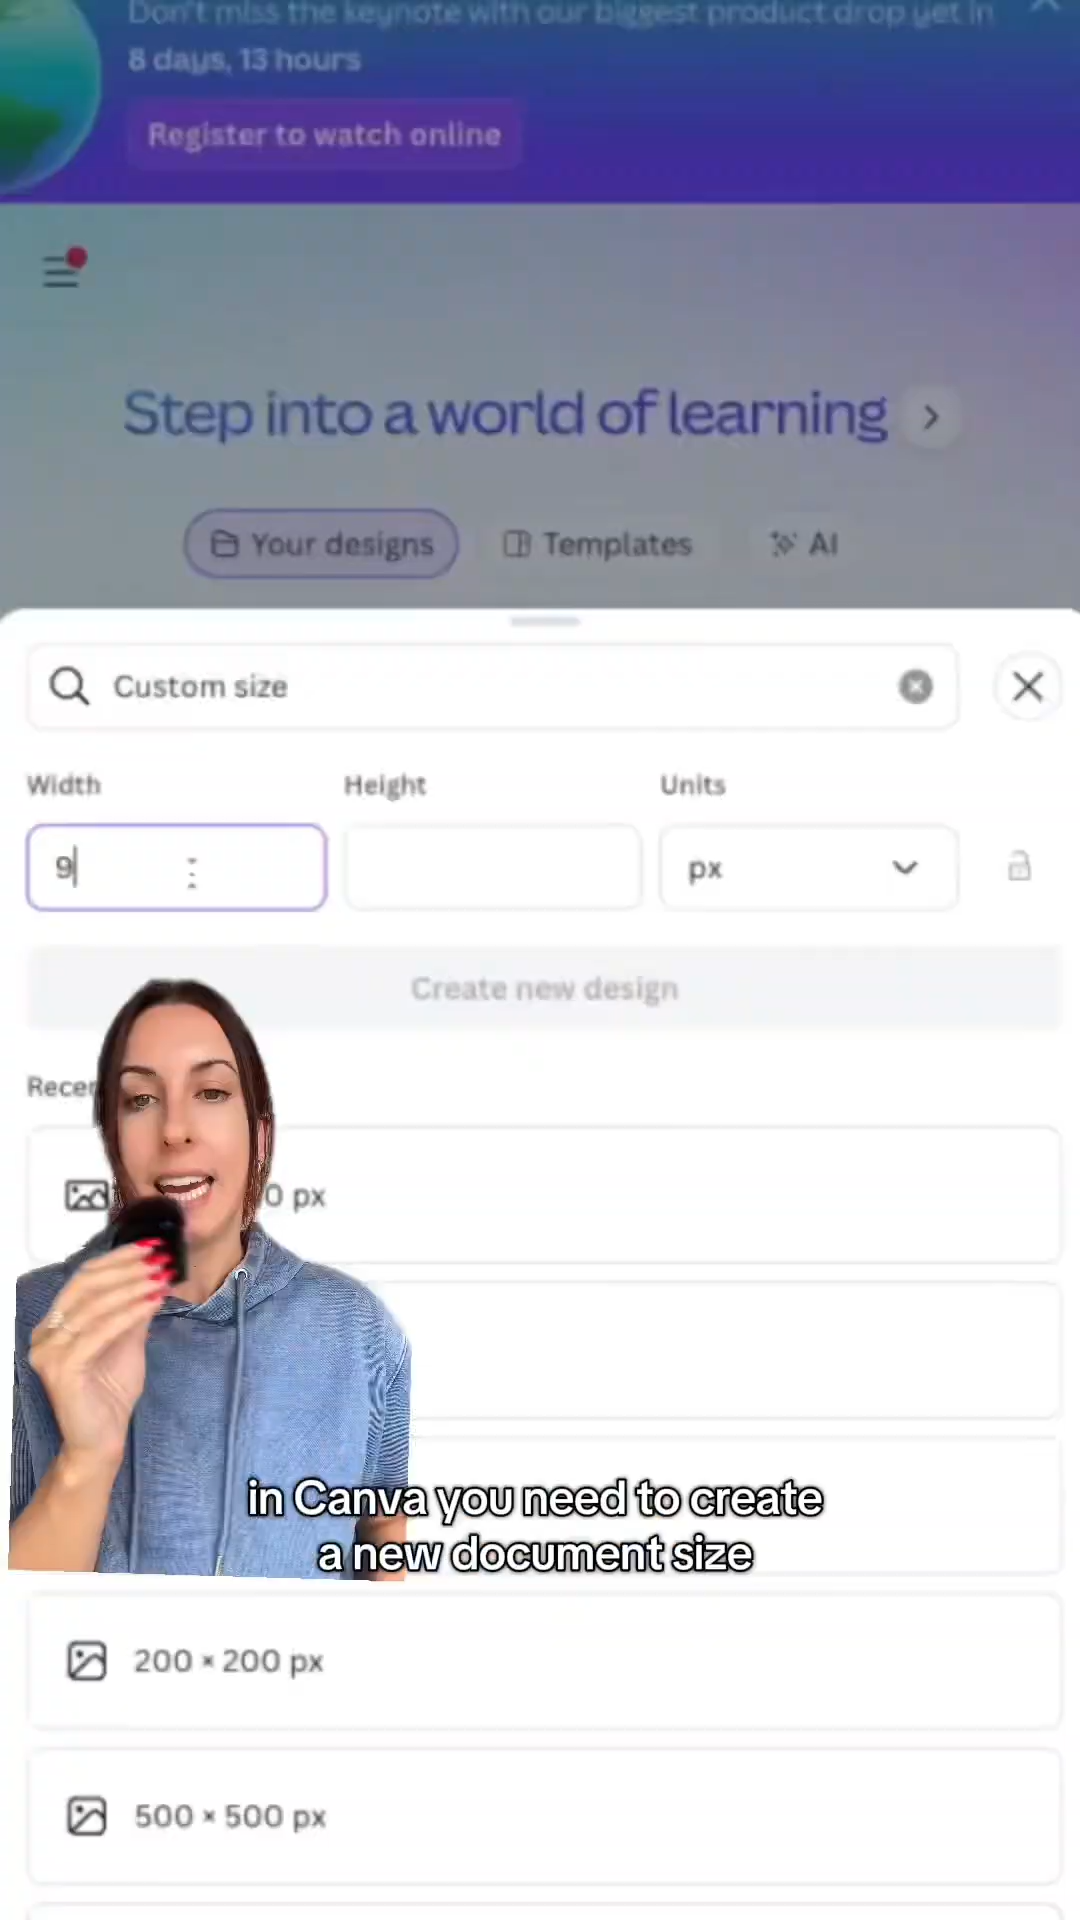 Don't miss the keynote with our biggest product drop yet in
8 days, 13 hours
Register to watch online
Step into a world of learning
Your designs
Templates
AI
Custom size
Width
Height
Units
9
px
Create new design
Recen
0 px
in Canva you need to create
a new document size
200 × 200 px
500 × 500 px